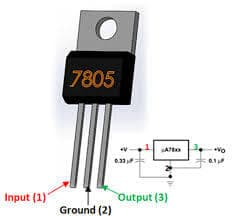 7805
+V 1 µA78xx 3 +Vo
2
0.33 µF 0.1 µF
Input (1) Output (3)
Ground (2)